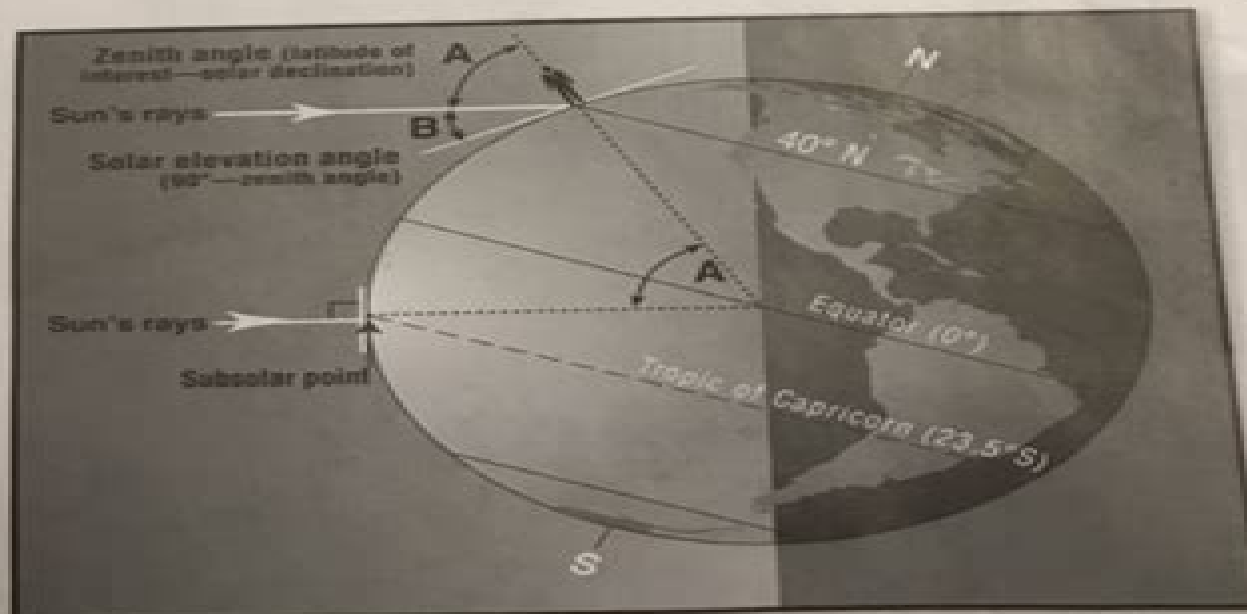 Zenith angle (latitude of
interest—solar declination)
A
N
Sun's rays
B
40° N
Solar elevation angle
(90°—zenith angle)
A
Sun's rays
Equator (0°)
Subsolar point
Tropic of Capricorn (23.5°S)
S